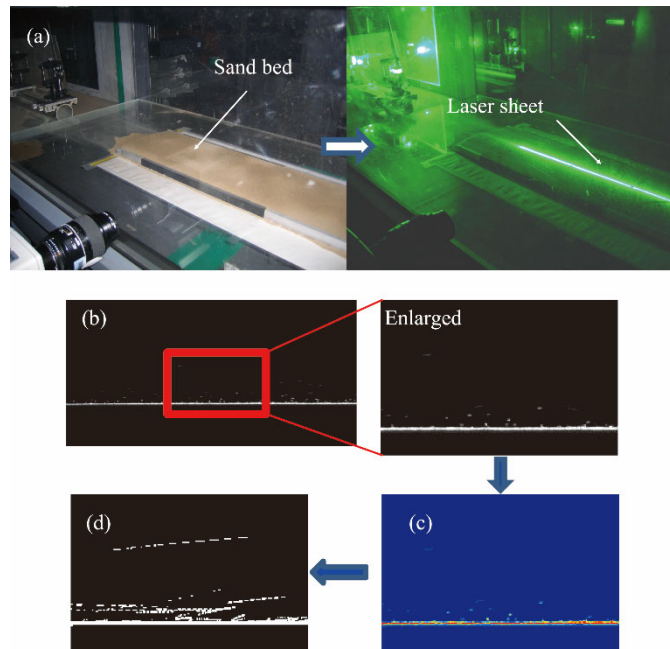 (a)
Sand bed
Laser sheet
(b)
Enlarged
(d)
(c)